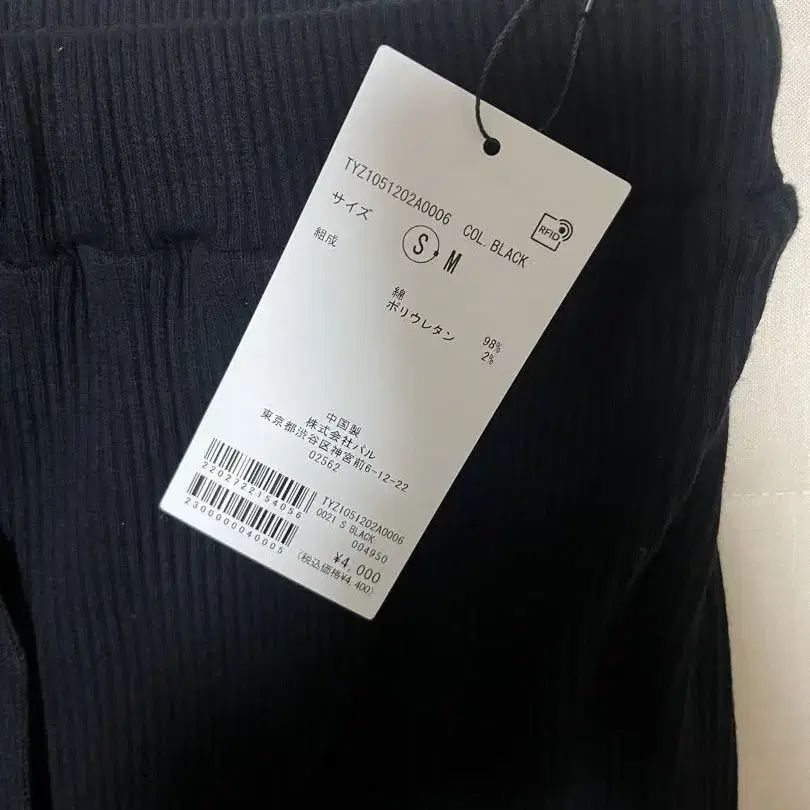 TYZ1051202A0006 COL. BLACK
RFID
サイズ S・M
組成
綿 98%
ポリウレタン 2%
中国製
株式会社パル
東京都渋谷区神宮前6-12-22
02562
2202722154056
2300000040005
TYZ1051202A0006
0021 S BLACK
004950
¥4,000
(税込価格¥4,400)